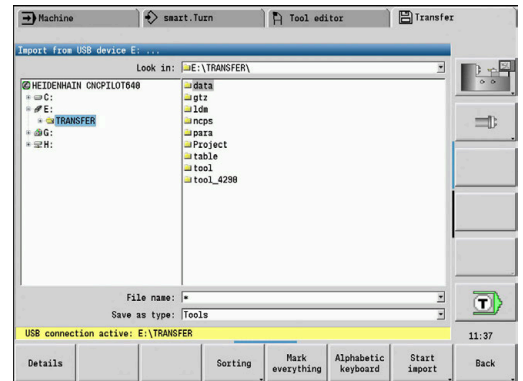 Machine
smart.Turn
Tool editor
Transfer
Import from USB device E: ...
Look in: E:\TRANSFER\
HEIDENHAIN CNCPILOT640
C:
E:
TRANSFER
G:
H:
data
gtz
ldm
ncps
para
Project
table
tool
tool_4290
File name: *
Save as type: Tools
USB connection active: E:\TRANSFER
T
11:37
Details
Sorting
Mark everything
Alphabetic keyboard
Start import
Back